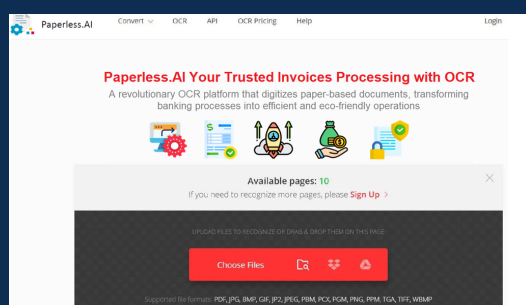 Paperless.AI
Convert
OCR
API
OCR Pricing
Help
Login
Paperless.AI Your Trusted Invoices Processing with OCR
A revolutionary OCR platform that digitizes paper-based documents, transforming
banking processes into efficient and eco-friendly operations
Available pages: 10
If you need to recognize more pages, please Sign Up >
UPLOAD FILES TO RECOGNIZE OR DRAG & DROP THEM ON THIS PAGE
Choose Files
Supported file formats: PDF, JPG, BMP, GIF, JP2, JPEG, PBM, PCX, PGM, PNG, PPM, TGA, TIFF, WBMP